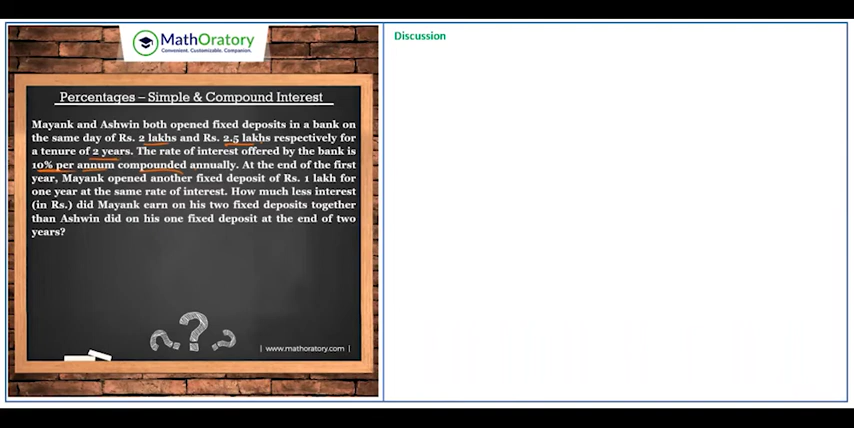 MathOratory
Convenient. Customizable. Companion.
Percentages – Simple & Compound Interest
Mayank and Ashwin both opened fixed deposits in a bank on
the same day of Rs. 2 lakhs and Rs. 2.5 lakhs respectively for
a tenure of 2 years. The rate of interest offered by the bank is
10% per annum compounded annually. At the end of the first
year, Mayank opened another fixed deposit of Rs. 1 lakh for
one year at the same rate of interest. How much less interest
(in Rs.) did Mayank earn on his two fixed deposits together
than Ashwin did on his one fixed deposit at the end of two
years?
| www.mathoratory.com |
Discussion